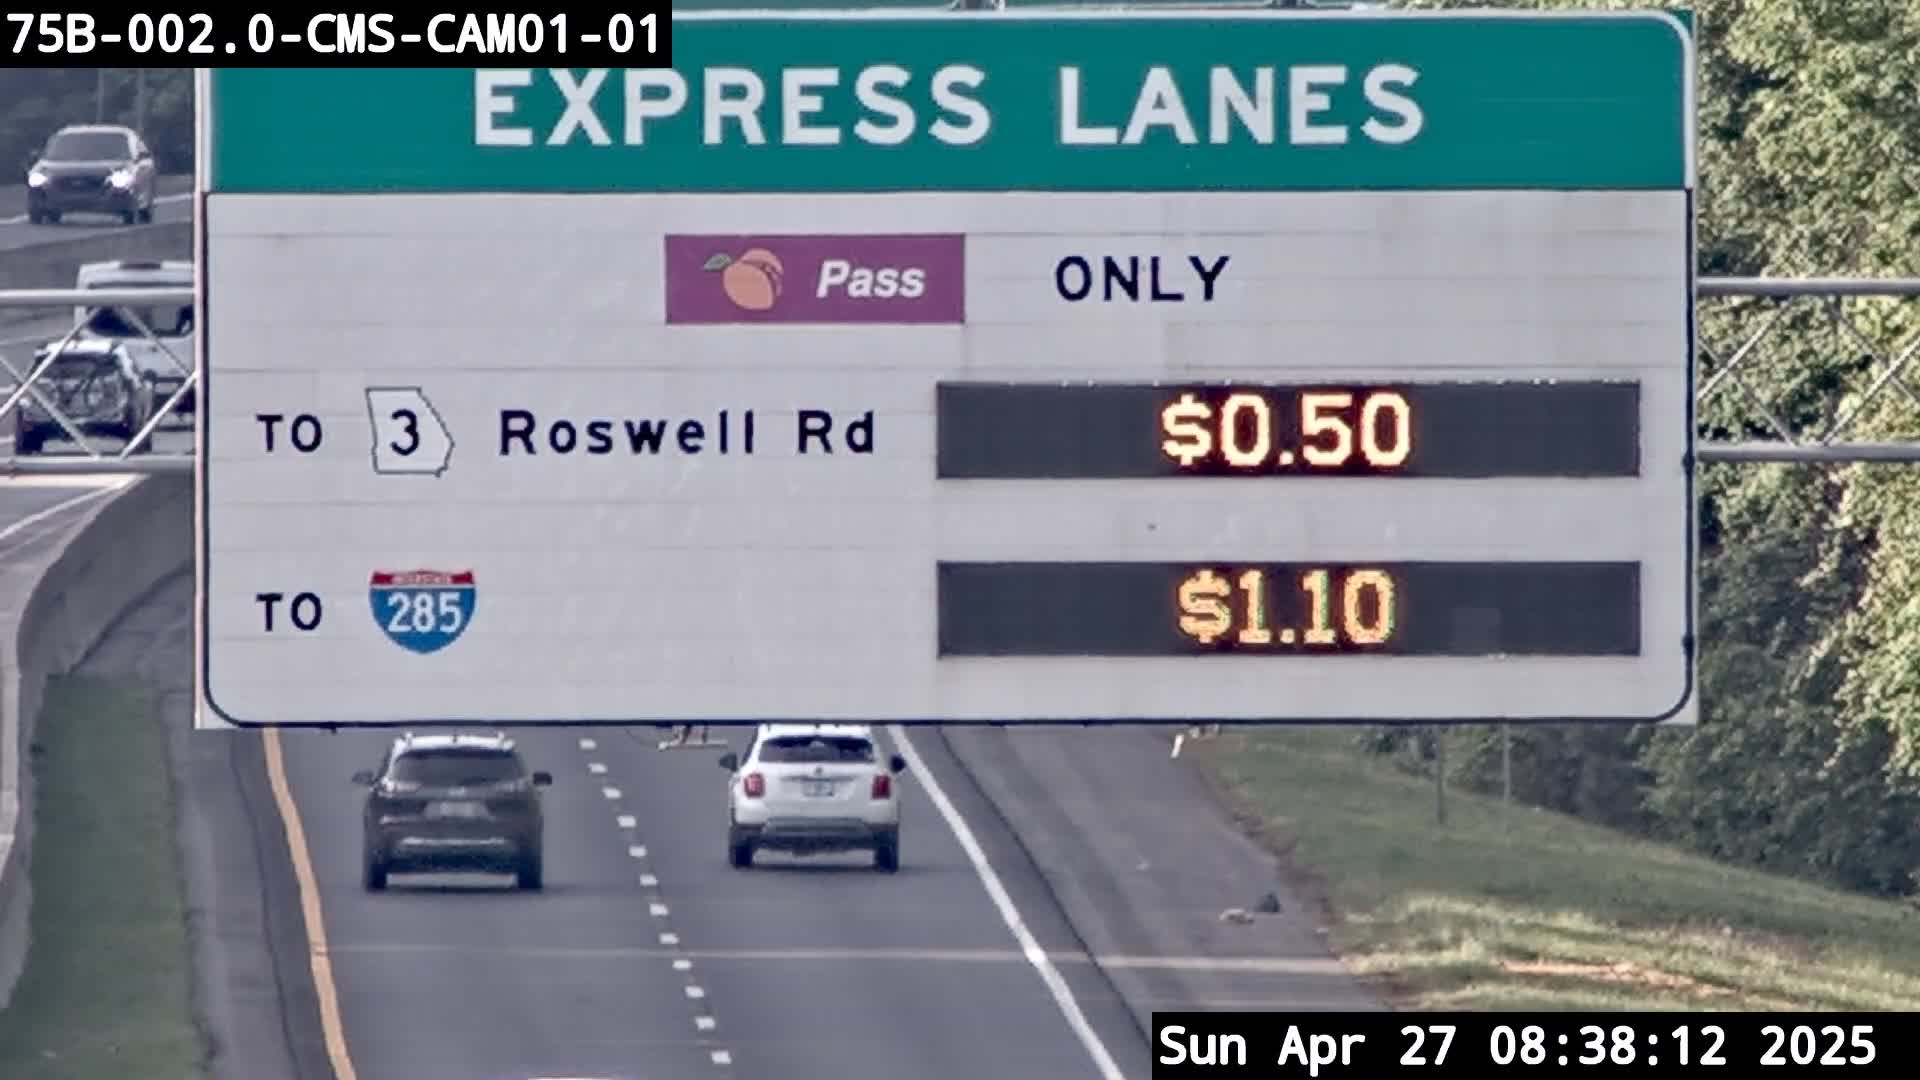 75B-002.0-CMS-CAM01-01
EXPRESS LANES
Pass ONLY
TO 3 Roswell Rd $0.50
TO INTERSTATE 285 $1.10
Sun Apr 27 08:38:12 2025